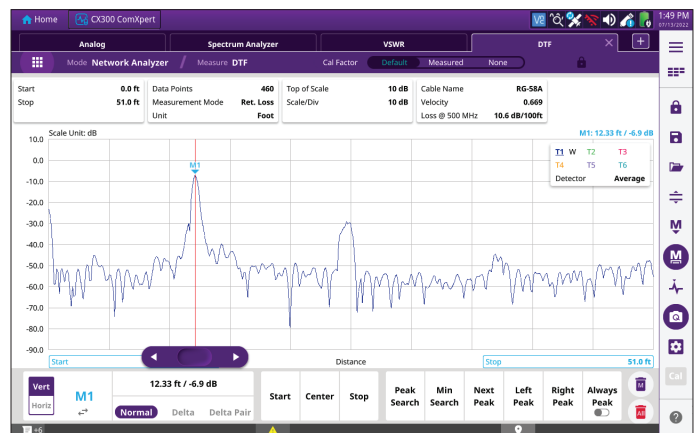 Home CX300 ComXpert 1:49 PM
07/13/2022
Analog Spectrum Analyzer VSWR DTF
Mode Network Analyzer / Measure DTF Cal Factor Default Measured None
Start 0.0 ft
Stop 51.0 ft
Data Points 460
Measurement Mode Ret. Loss
Unit Foot
Top of Scale 10 dB
Scale/Div 10 dB
Cable Name RG-58A
Velocity 0.669
Loss @ 500 MHz 10.6 dB/100ft
Scale Unit: dB M1: 12.33 ft / -6.9 dB
10.0
0.0
-10.0
-20.0
-30.0
-40.0
-50.0
-60.0
-70.0
-80.0
-90.0
M1
T1 W T2 T3
T4 T5 T6
Detector Average
Start Distance Stop 51.0 ft
Vert
Horiz
M1
12.33 ft / -6.9 dB
Normal Delta Delta Pair
Start Center Stop
Peak Search
Min Search
Next Peak
Left Peak
Right Peak
Always Peak
M
M
Cal
M
All
+6